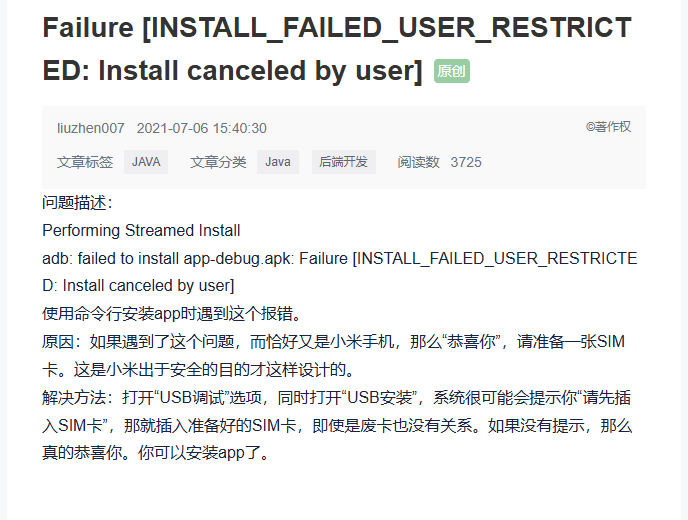 Failure [INSTALL_FAILED_USER_RESTRICT
ED: Install canceled by user] 原创
liuzhen007 2021-07-06 15:40:30 ©著作权
文章标签 JAVA 文章分类 Java 后端开发 阅读数 3725
问题描述：
Performing Streamed Install
adb: failed to install app-debug.apk: Failure [INSTALL_FAILED_USER_RESTRICTE
D: Install canceled by user]
使用命令行安装app时遇到这个报错。
原因：如果遇到了这个问题，而恰好又是小米手机，那么“恭喜你”，请准备一张SIM
卡。这是小米出于安全的目的才这样设计的。
解决方法：打开“USB调试”选项，同时打开“USB安装”，系统很可能会提示你“请先插
入SIM卡”，那就插入准备好的SIM卡，即使是废卡也没有关系。如果没有提示，那么
真的恭喜你。你可以安装app了。